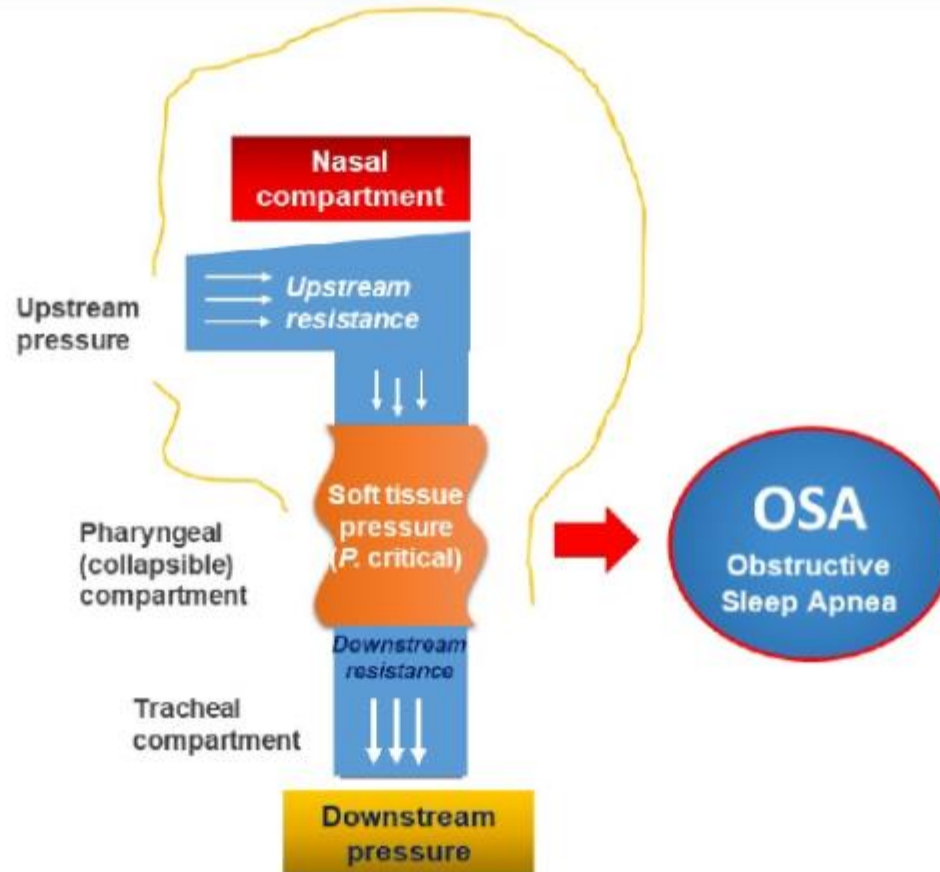 Nasal
compartment
Upstream
pressure
Upstream
resistance
Soft tissue
pressure
(P. critical)
Pharyngeal
(collapsible)
compartment
OSA
Obstructive
Sleep Apnea
Downstream
resistance
Tracheal
compartment
Downstream
pressure